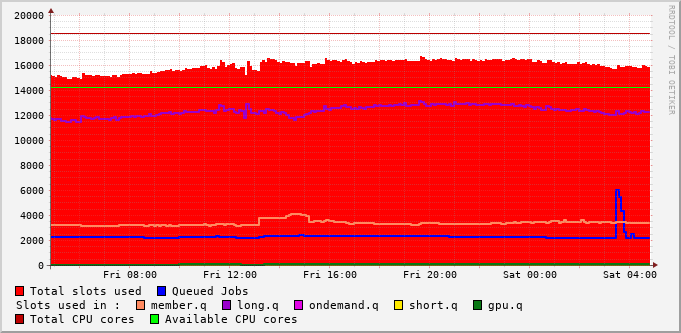 RRDTOOL / TOBI OETIKER
20000
18000
16000
14000
12000
10000
8000
6000
4000
2000
0
Fri 08:00 Fri 12:00 Fri 16:00 Fri 20:00 Sat 00:00 Sat 04:00
Total slots used Queued Jobs
Slots used in : member.q long.q ondemand.q short.q gpu.q
Total CPU cores Available CPU cores